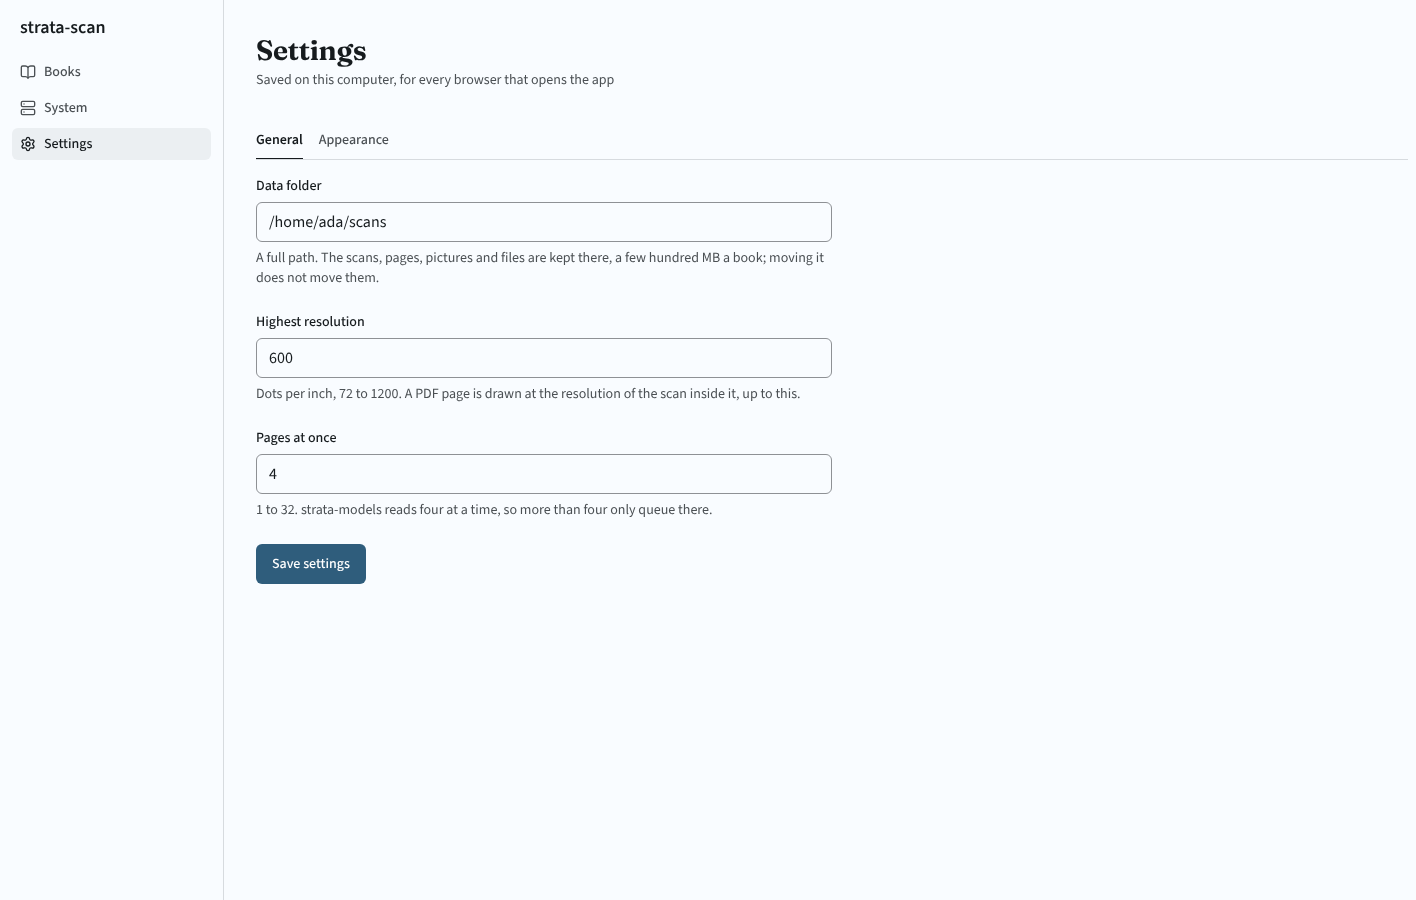 strata-scan
Books
System
Settings
Settings
Saved on this computer, for every browser that opens the app
General Appearance
Data folder
/home/ada/scans
A full path. The scans, pages, pictures and files are kept there, a few hundred MB a book; moving it
does not move them.
Highest resolution
600
Dots per inch, 72 to 1200. A PDF page is drawn at the resolution of the scan inside it, up to this.
Pages at once
4
1 to 32. strata-models reads four at a time, so more than four only queue there.
Save settings